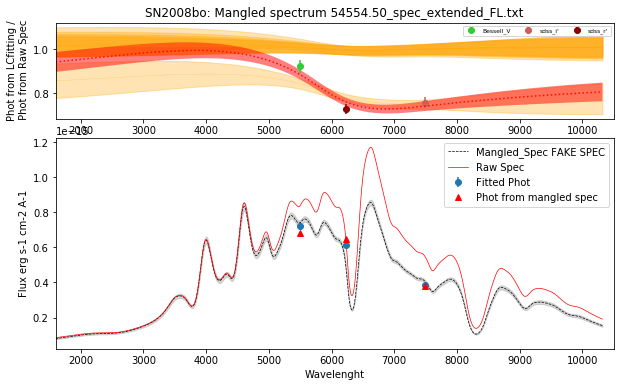 SN2008bo: Mangled spectrum 54554.50_spec_extended_FL.txt
Phot from LCfitting /
Phot from Raw Spec
1.0
0.8
Bessell_V
sdss_i'
sdss_r'
2000 3000 4000 5000 6000 7000 8000 9000 10000
Flux erg s-1 cm-2 A-1
1.2
1.0
0.8
0.6
0.4
0.2
Mangled_Spec FAKE SPEC
Raw Spec
Fitted Phot
Phot from mangled spec
2000 3000 4000 5000 6000 7000 8000 9000 10000
Wavelenght